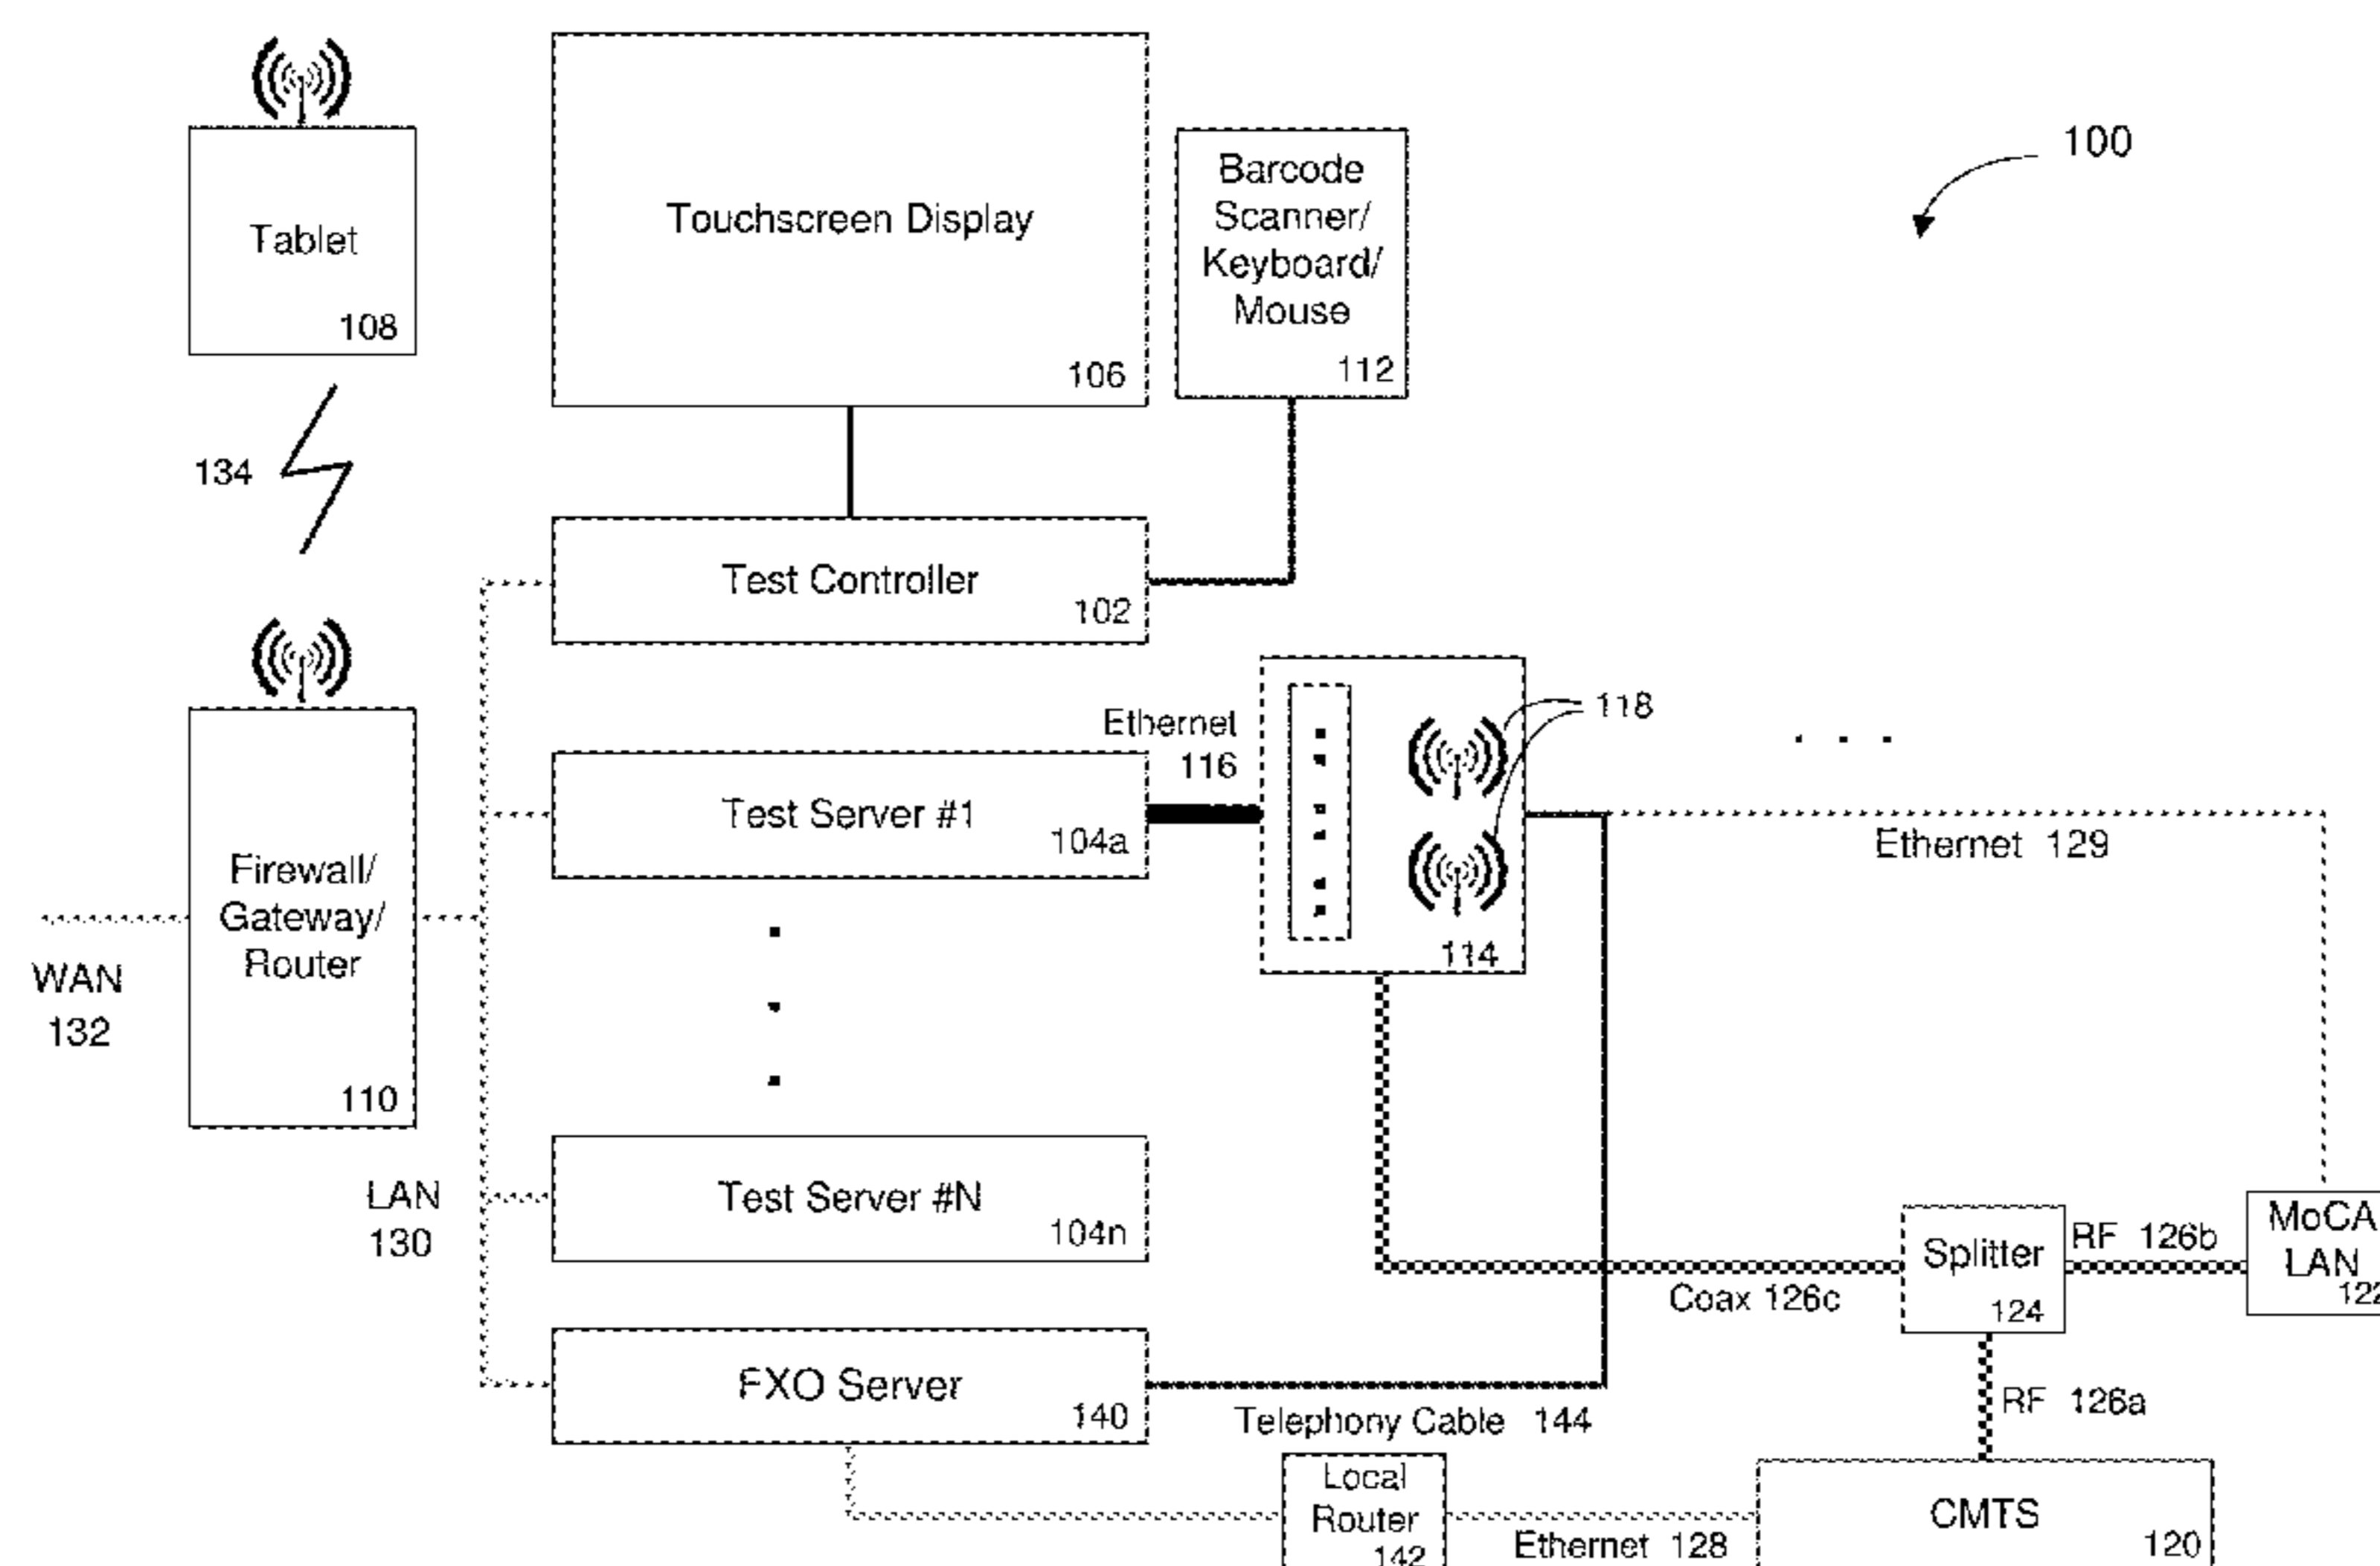 100
Tablet
108
Touchscreen Display
106
Barcode
Scanner/
Keyboard/
Mouse
112
134
Test Controller
102
118
Ethernet
116
Test Server #1
104a
114
Ethernet 129
Firewall/
Gateway/
Router
110
WAN
132
LAN
130
Test Server #N
104n
Splitter
124
RF 126b
MoCA
LAN
122
Coax 126c
FXO Server
140
Telephony Cable 144
RF 126a
Local
Router
142
Ethernet 128
CMTS
120